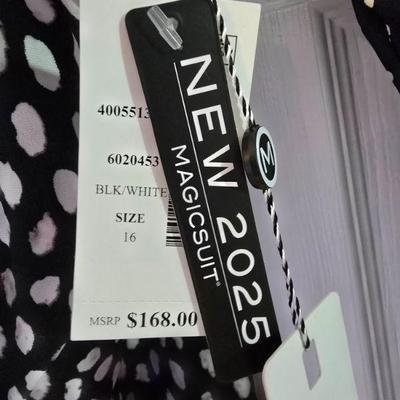 4005513
6020453
BLK/WHITE
SIZE
16
MSRP $168.00
NEW 2025
MAGICSUIT®
M